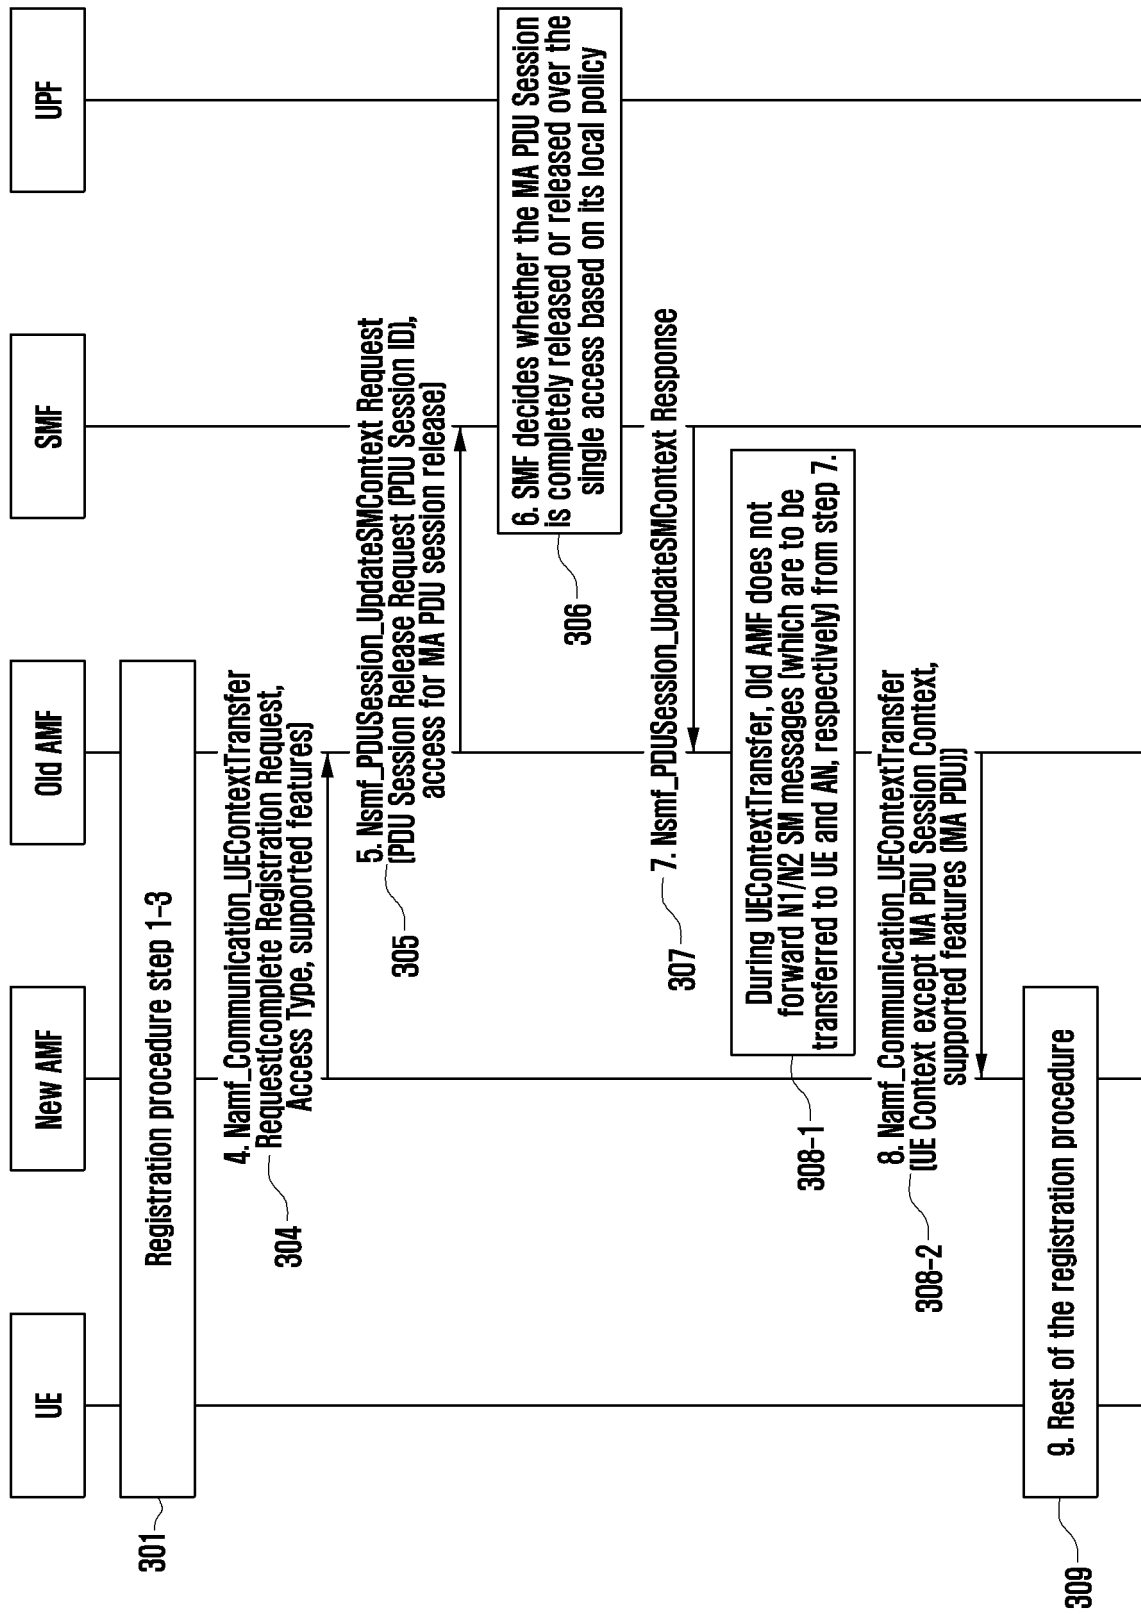 UE
New AMF
Old AMF
SMF
UPF
301
Registration procedure step 1-3
304
4. Namf_Communication_UEContextTransfer
Request(complete Registration Request,
Access Type, supported features)
305
5. Nsmf_PDUSession_UpdateSMContext Request
(PDU Session Release Request (PDU Session ID),
access for MA PDU session release)
306
6. SMF decides whether the MA PDU Session
is completely released or released over the
single access based on its local policy
307
7. Nsmf_PDUSession_UpdateSMContext Response
308-1
During UEContextTransfer, Old AMF does not
forward N1/N2 SM messages (which are to be
transferred to UE and AN, respectively) from step 7.
308-2
8. Namf_Communication_UEContextTransfer
(UE Context except MA PDU Session Context,
supported features (MA PDU))
309
9. Rest of the registration procedure